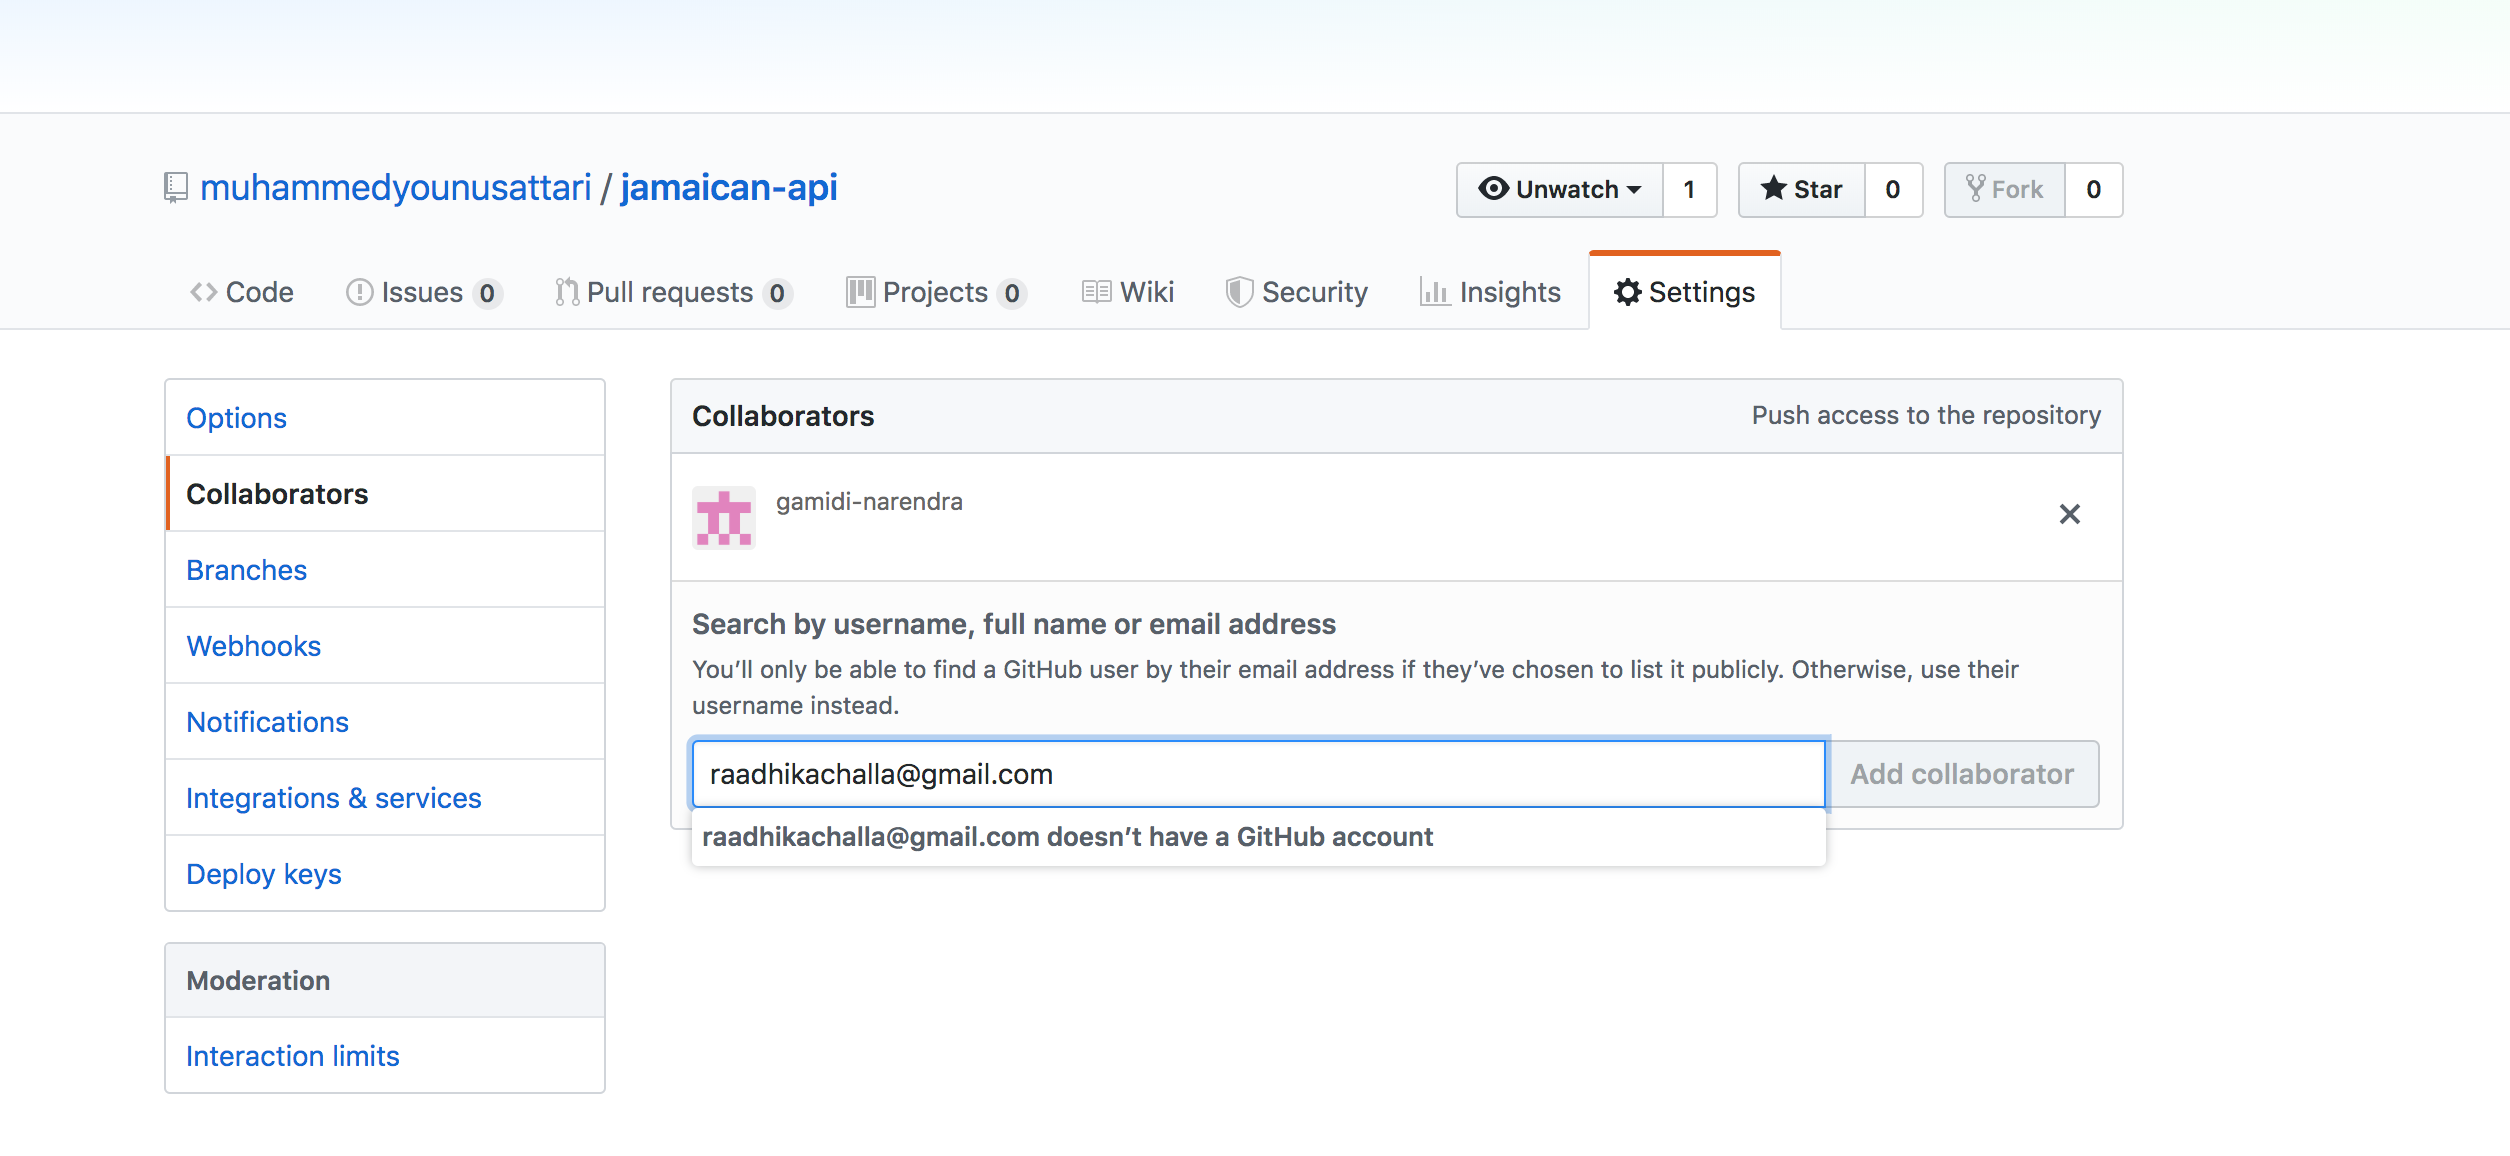 muhammedyounusattari / jamaican-api
Unwatch 1 Star 0 Fork 0
Code Issues 0 Pull requests 0 Projects 0 Wiki Security Insights Settings
Options
Collaborators
Branches
Webhooks
Notifications
Integrations & services
Deploy keys
Moderation
Interaction limits
Collaborators Push access to the repository
gamidi-narendra
Search by username, full name or email address
You’ll only be able to find a GitHub user by their email address if they’ve chosen to list it publicly. Otherwise, use their
username instead.
raadhikachalla@gmail.com Add collaborator
raadhikachalla@gmail.com doesn’t have a GitHub account